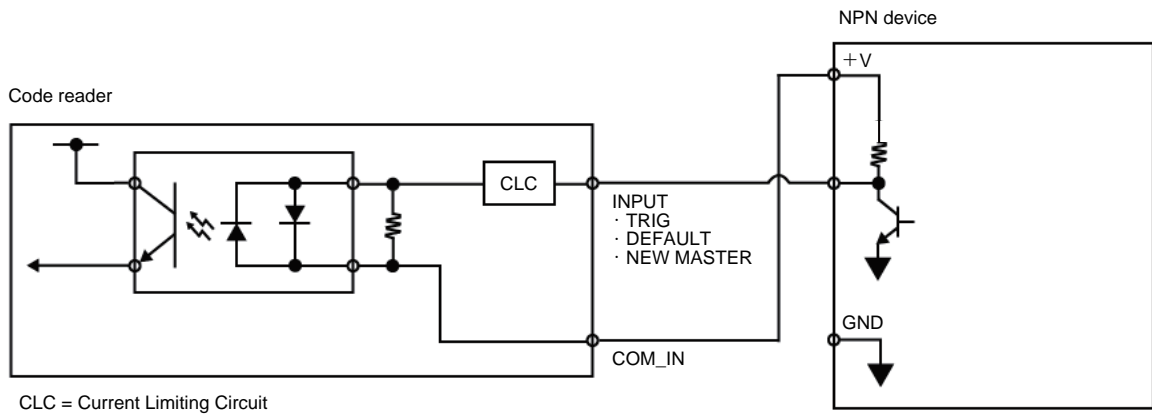 NPN device
+V
Code reader
CLC
INPUT
· TRIG
· DEFAULT
· NEW MASTER
GND
COM_IN
CLC = Current Limiting Circuit